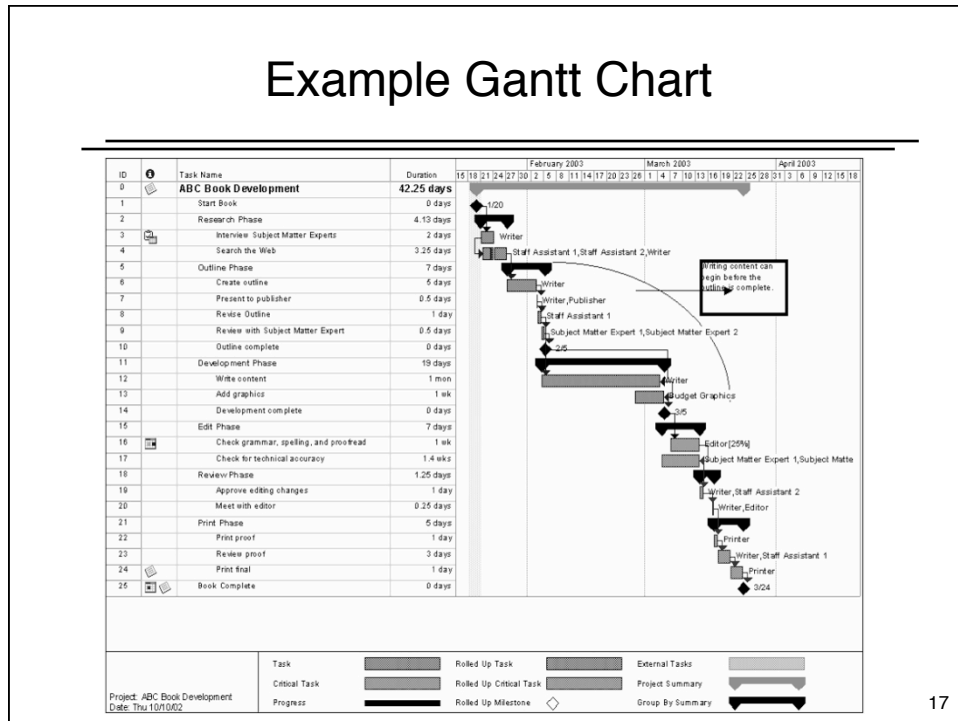 Example Gantt Chart
February 2003 March 2003 April 2003
ID Task Name Duration 15 18 21 24 27 30 2 5 8 11 14 17 20 23 26 1 4 7 10 13 16 19 22 25 28 31 3 6 9 12 15 18
0 ABC Book Development 42.25 days
1 Start Book 0 days 1/20
2 Research Phase 4.13 days
3 Interview Subject Matter Experts 2 days Writer
4 Search the Web 3.25 days Staff Assistant 1,Staff Assistant 2,Writer
5 Outline Phase 7 days
6 Create outline 5 days Writer
7 Present to publisher 0.5 days Writer,Publisher
8 Revise Outline 1 day Staff Assistant 1
9 Review with Subject Matter Expert 0.5 days Subject Matter Expert 1,Subject Matter Expert 2
10 Outline complete 0 days 2/5
11 Development Phase 19 days
12 Write content 1 mon Writer
13 Add graphics 1 wk Budget Graphics
14 Development complete 0 days 3/5
15 Edit Phase 7 days
16 Check grammar, spelling, and proofread 1 wk Editor[25%]
17 Check for technical accuracy 1.4 wks Subject Matter Expert 1,Subject Matte
18 Review Phase 1.25 days
19 Approve editing changes 1 day Writer,Staff Assistant 2
20 Meet with editor 0.25 days Writer,Editor
21 Print Phase 5 days
22 Print proof 1 day Printer
23 Review proof 3 days Writer,Staff Assistant 1
24 Print final 1 day Printer
25 Book Complete 0 days 3/24
Writing content can
begin before the
outline is complete.
Task Rolled Up Task External Tasks
Critical Task Rolled Up Critical Task Project Summary
Progress Rolled Up Milestone Group By Summary
Project: ABC Book Development
Date: Thu 10/10/02
17